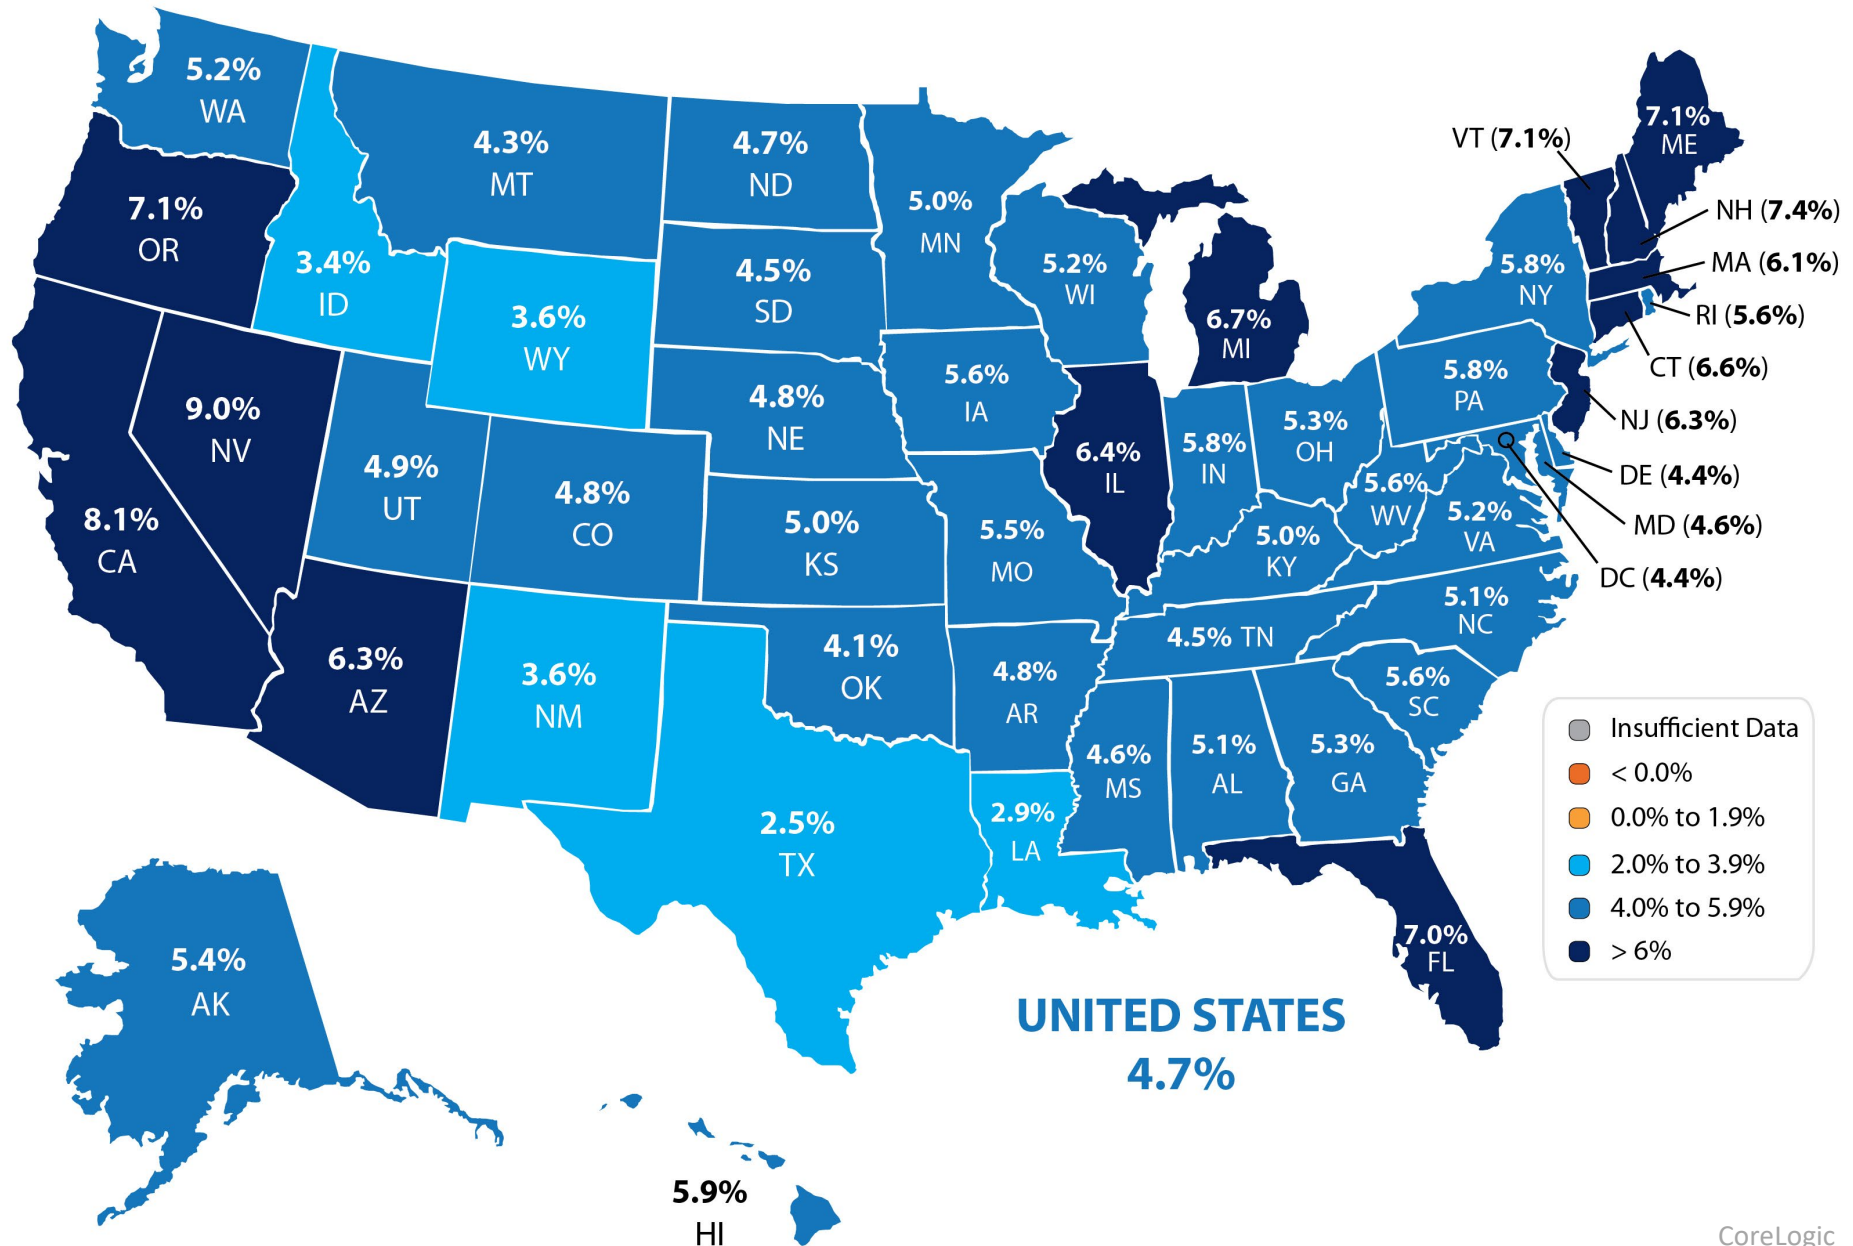 5.2%
WA
7.1%
OR
3.4%
ID
4.3%
MT
4.7%
ND
5.0%
MN
4.5%
SD
3.6%
WY
5.2%
WI
6.7%
MI
7.1%
ME
VT (7.1%)
NH (7.4%)
MA (6.1%)
RI (5.6%)
CT (6.6%)
NJ (6.3%)
DE (4.4%)
MD (4.6%)
DC (4.4%)
5.8%
NY
5.8%
PA
9.0%
NV
8.1%
CA
4.9%
UT
4.8%
CO
4.8%
NE
5.0%
KS
5.6%
IA
5.5%
MO
6.4%
IL
5.8%
IN
5.3%
OH
5.6%
WV
5.2%
VA
5.0%
KY
5.1%
NC
4.5% TN
5.6%
SC
6.3%
AZ
3.6%
NM
4.1%
OK
4.8%
AR
4.6%
MS
5.1%
AL
5.3%
GA
2.5%
TX
2.9%
LA
7.0%
FL
5.4%
AK
5.9%
HI
UNITED STATES
4.7%
Insufficient Data
< 0.0%
0.0% to 1.9%
2.0% to 3.9%
4.0% to 5.9%
> 6%
CoreLogic